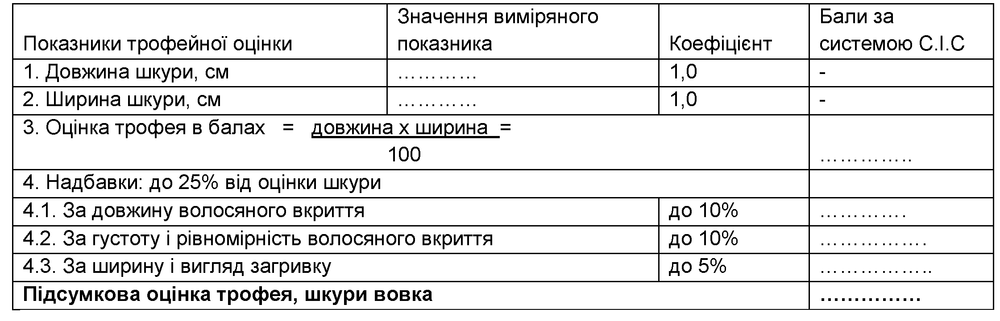 Показники трофейної оцінки
Значення виміряного
показника
Коефіцієнт
Бали за
системою С.І.С
1. Довжина шкури, см ………… 1,0 -
2. Ширина шкури, см ………… 1,0 -
3. Оцінка трофея в балах = довжина х ширина =
100 …………..
4. Надбавки: до 25% від оцінки шкури
4.1. За довжину волосяного вкриття до 10% ………….
4.2. За густоту і рівномірність волосяного вкриття до 10% …………….
4.3. За ширину і вигляд загривку до 5% ……………..
Підсумкова оцінка трофея, шкури вовка ……………